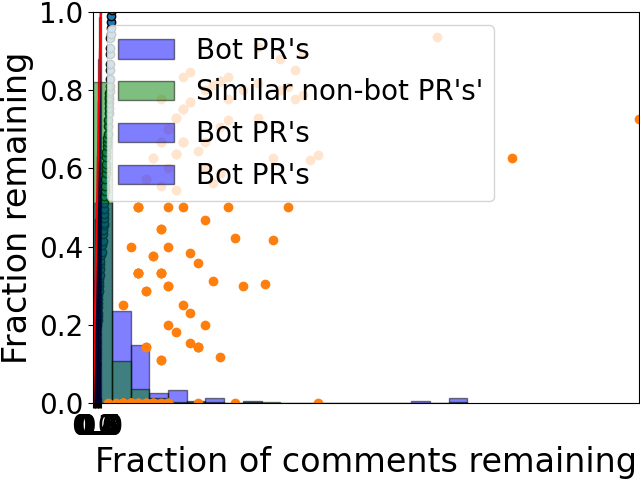 Fraction remaining
1.0
0.8
0.6
0.4
0.2
0.0
Bot PR's
Similar non-bot PR's'
Bot PR's
Bot PR's
Fraction of comments remaining